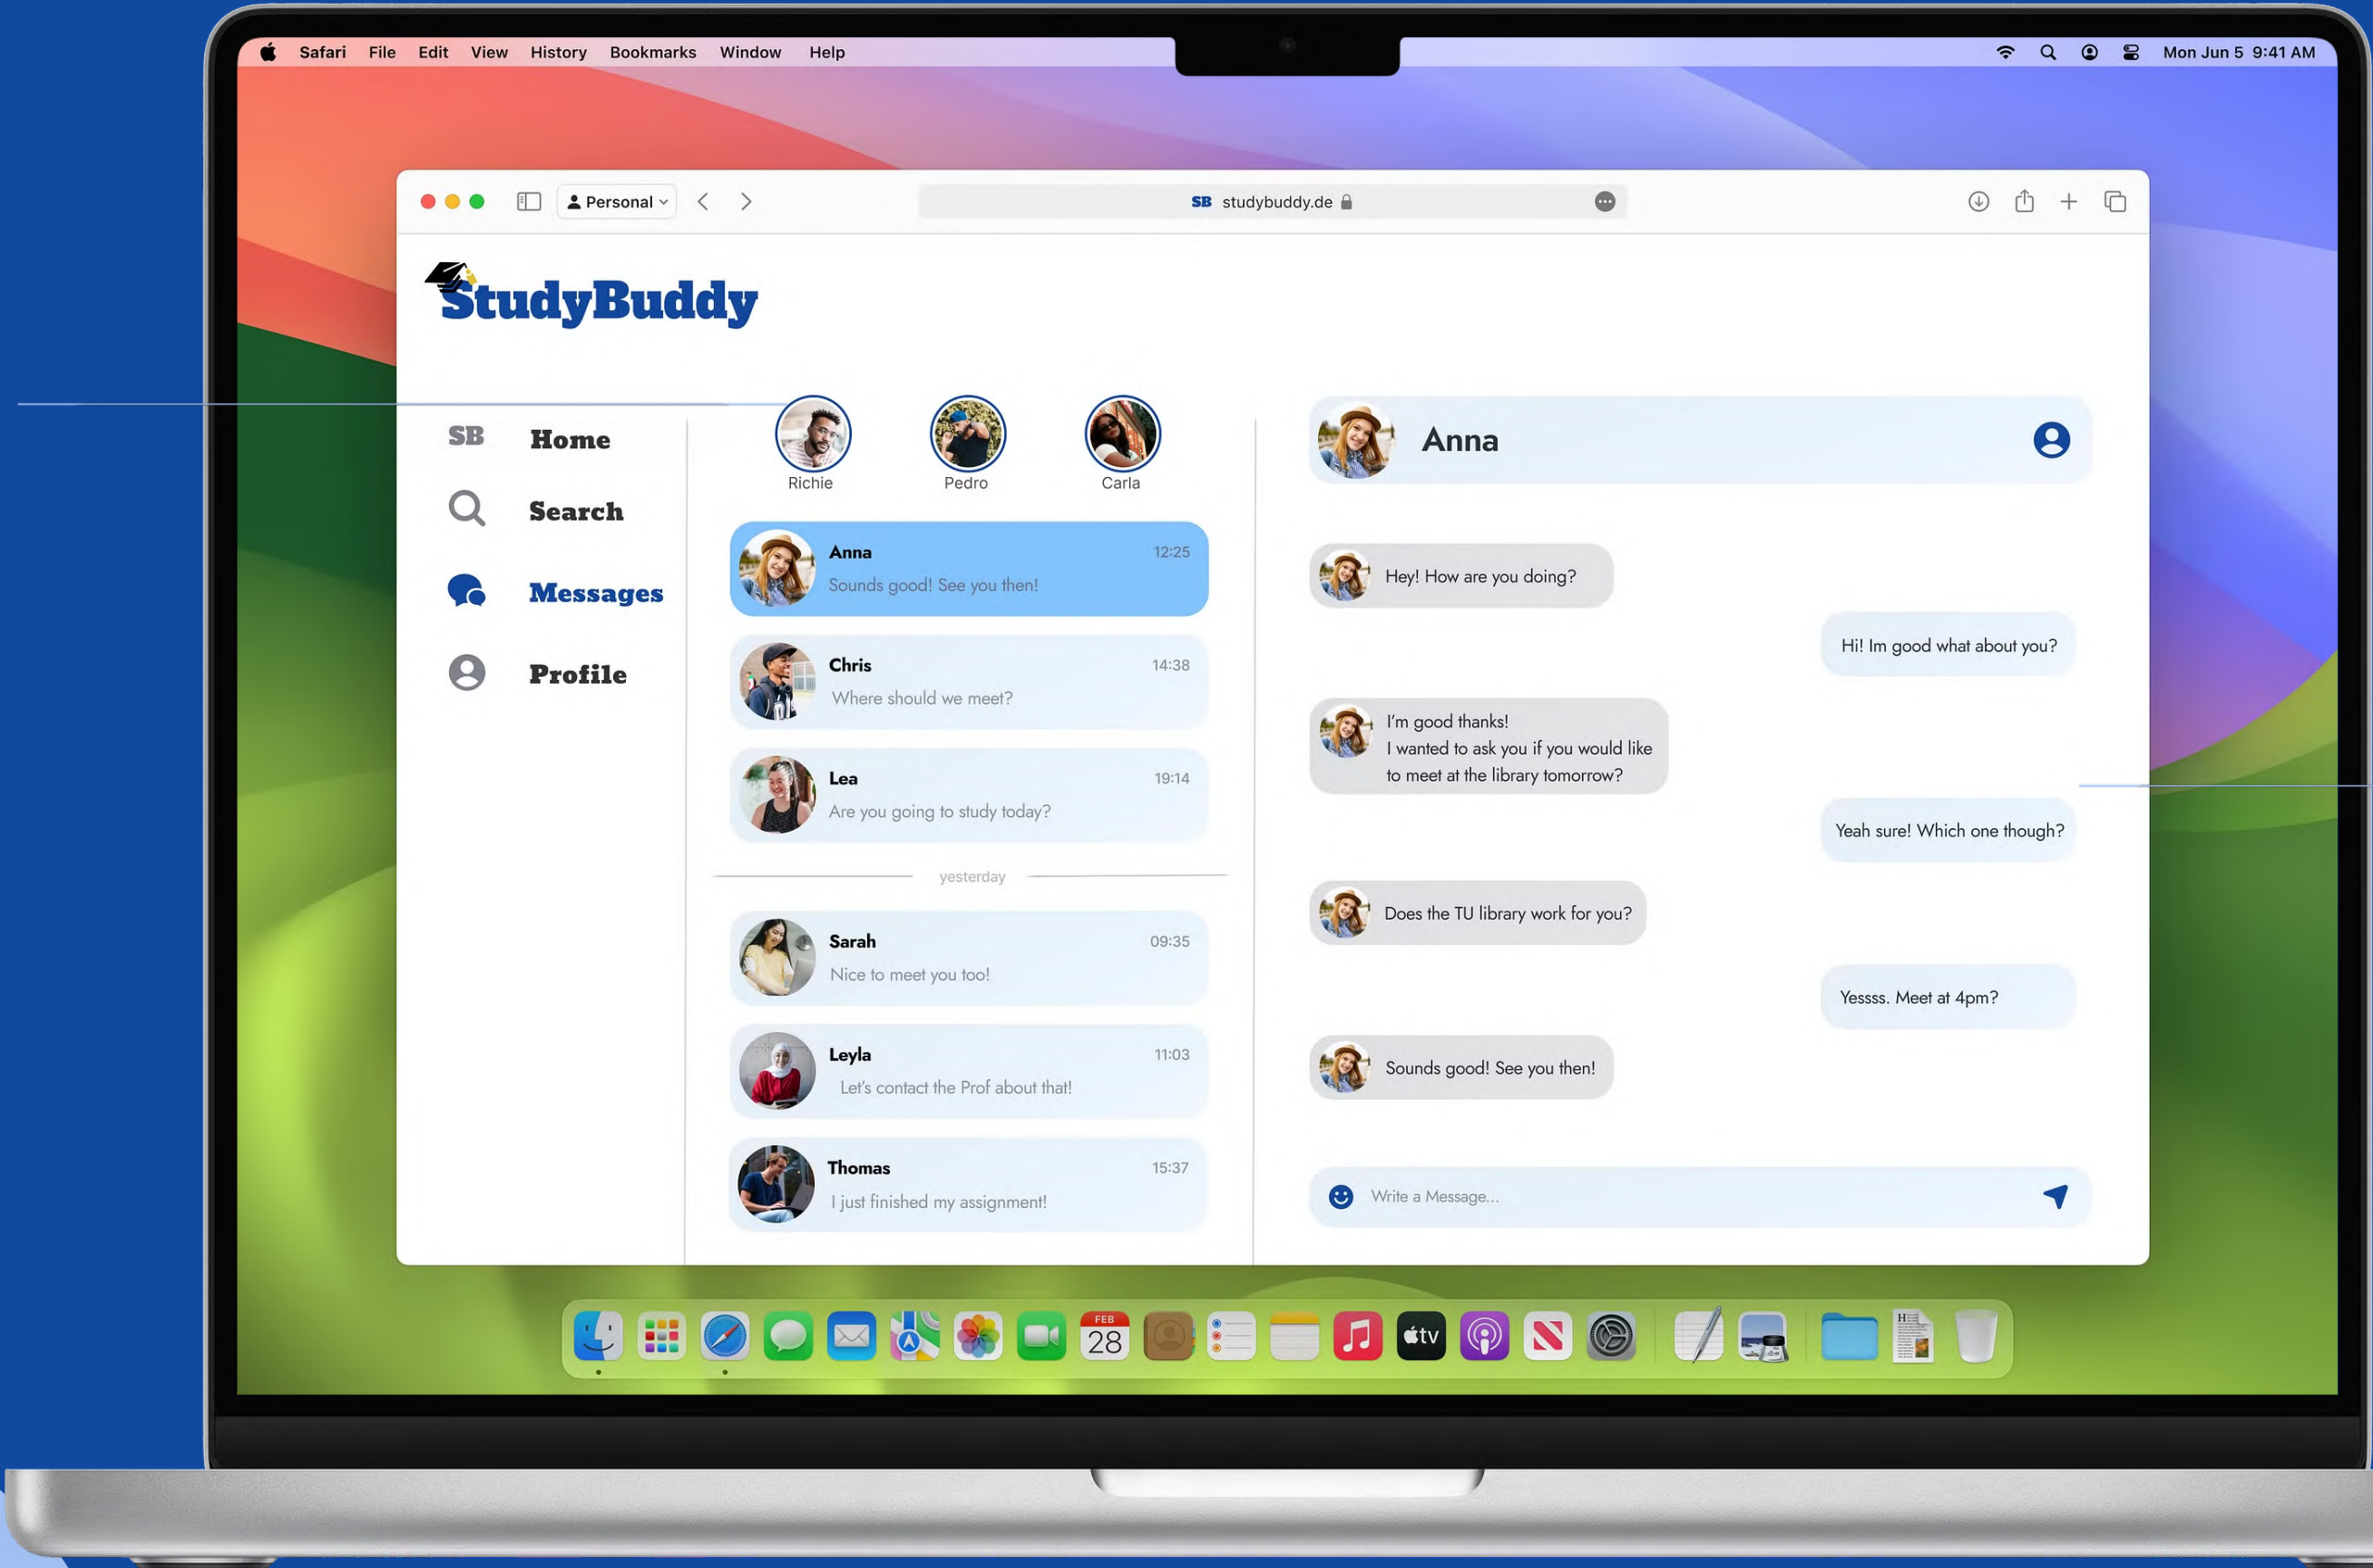 Safari File Edit View History Bookmarks Window Help
Mon Jun 5 9:41 AM
Personal
SB studybuddy.de
StudyBuddy
SB Home
Search
Messages
Profile
Richie Pedro Carla
Anna 12:25
Sounds good! See you then!
Chris 14:38
Where should we meet?
Lea 19:14
Are you going to study today?
yesterday
Sarah 09:35
Nice to meet you too!
Leyla 11:03
Let's contact the Prof about that!
Thomas 15:37
I just finished my assignment!
Anna
Hey! How are you doing?
Hi! Im good what about you?
I'm good thanks!
I wanted to ask you if you would like
to meet at the library tomorrow?
Yeah sure! Which one though?
Does the TU library work for you?
Yessss. Meet at 4pm?
Sounds good! See you then!
Write a Message...
FEB
28
tv